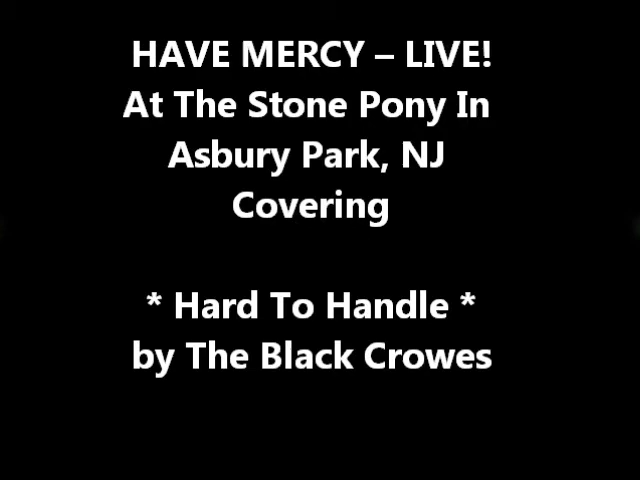 HAVE MERCY – LIVE!
At The Stone Pony In
Asbury Park, NJ
Covering
* Hard To Handle *
by The Black Crowes